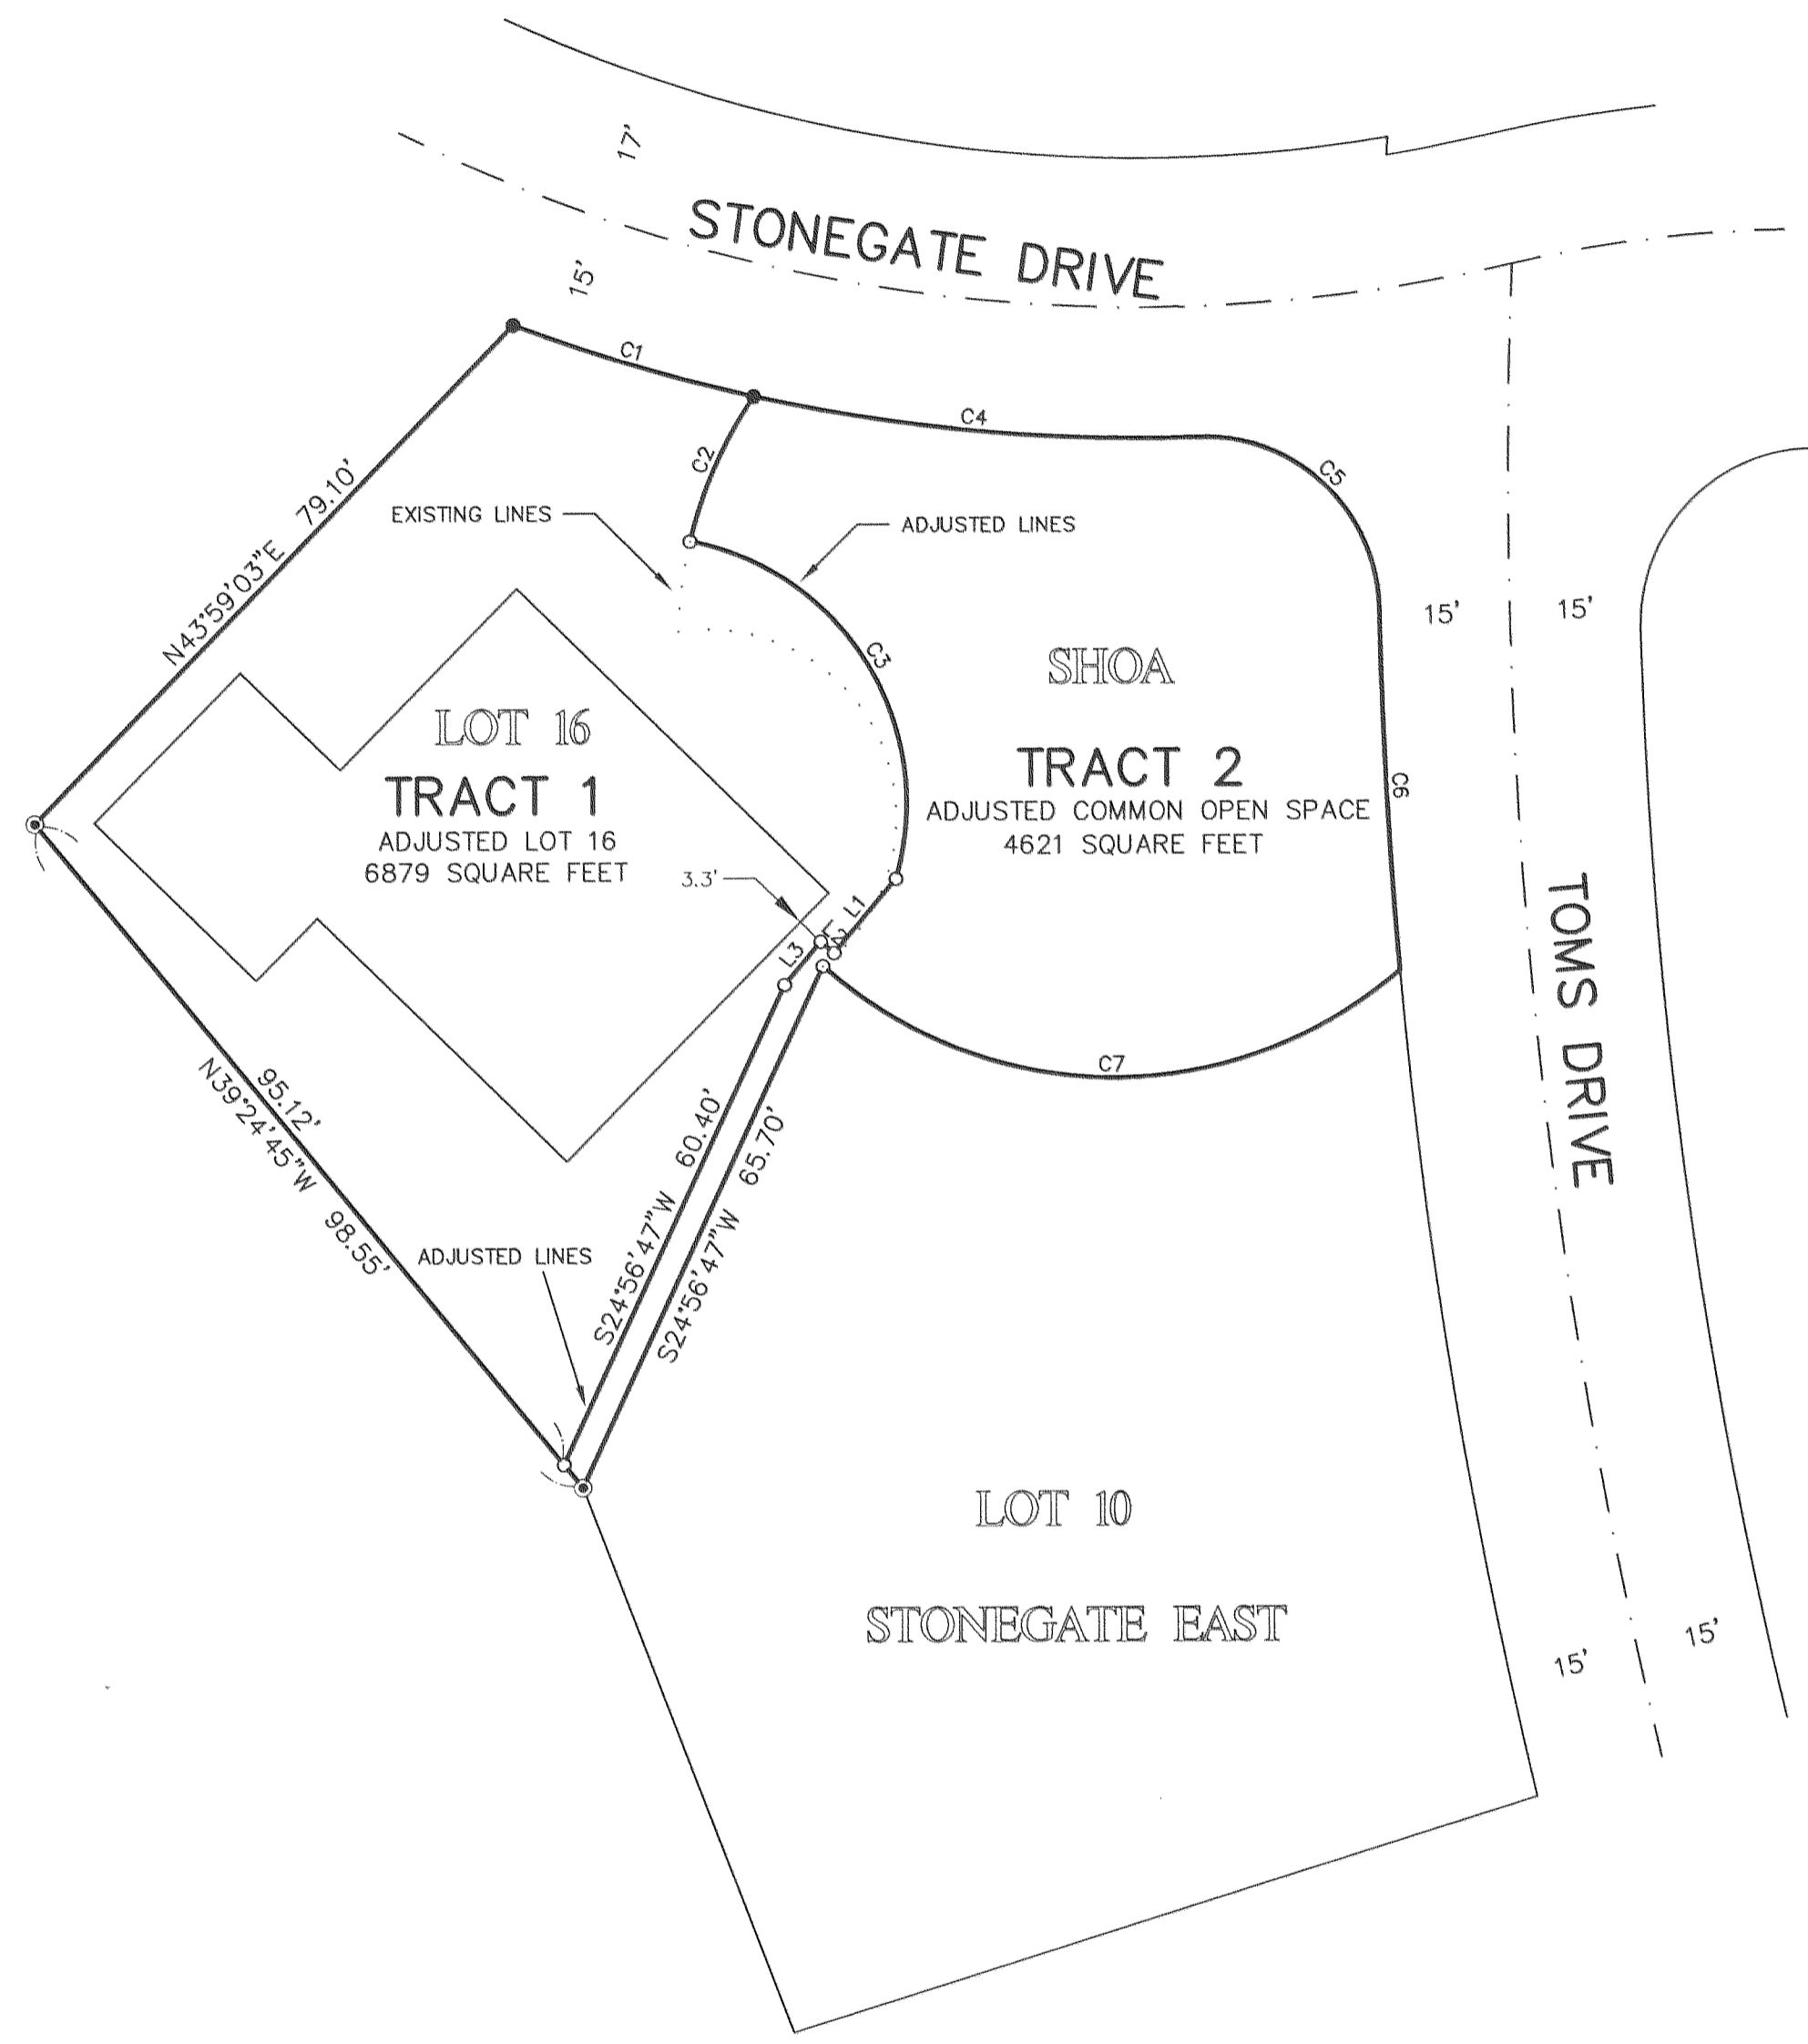 17'
STONEGATE DRIVE
15'
C1
C4
C2
C5
79.10'
N43°59'03"E
EXISTING LINES
ADJUSTED LINES
15'
15'
C3
SHOA
LOT 16
TRACT 1
ADJUSTED LOT 16
6879 SQUARE FEET
TRACT 2
ADJUSTED COMMON OPEN SPACE
4621 SQUARE FEET
C6
3.3'
L1
L3
TOMS DRIVE
C7
95.12'
N39°24'45"W
98.55'
60.40'
S24°56'47"W
65.70'
S24°56'47"W
ADJUSTED LINES
LOT 10
STONEGATE EAST
15'
15'